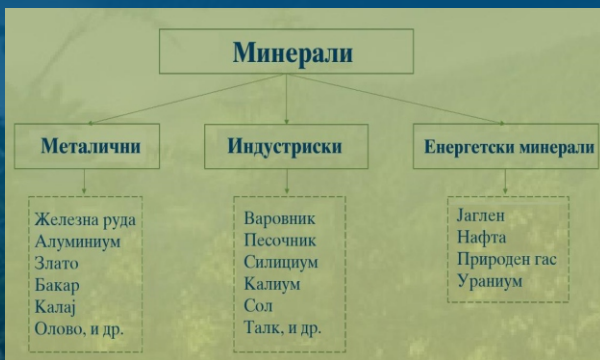 Минерали
Металични
Индустриски
Енергетски минерали
Железна руда
Алуминиум
Злато
Бакар
Калај
Олово, и др.
Варовник
Песочник
Силициум
Калиум
Сол
Талк, и др.
Јаглен
Нафта
Природен гас
Ураниум